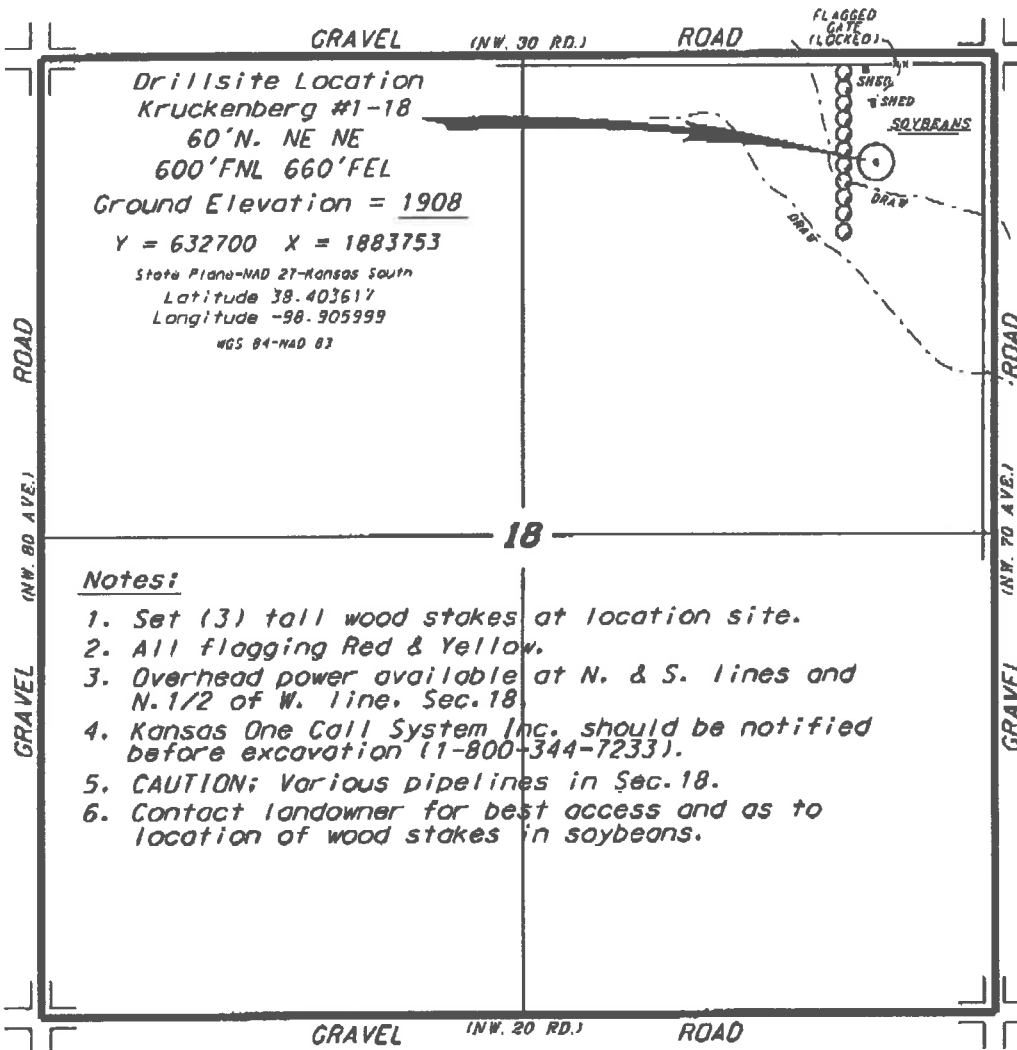 GRAVEL (NW. 30 RD.) ROAD
FLAGGED
GATE
(LOCKED)
SHED
SHED
SOYBEANS
Drillsite Location
Kruckenberg #1-18
60'N. NE NE
600'FNL 660'FEL
Ground Elevation = 1908
Y = 632700 X = 1883753
State Plane-NAD 27-Kansas South
Latitude 38.403617
Longitude -98.905999
WGS 84-NAD 83
DRAW
DRAW
GRAVEL (NW. 80 AVE.) ROAD
GRAVEL (NW. 70 AVE.) ROAD
18
Notes:
1. Set (3) tall wood stakes at location site.
2. All flagging Red & Yellow.
3. Overhead power available at N. & S. lines and
N. 1/2 of W. line, Sec. 18.
4. Kansas One Call System Inc. should be notified
before excavation (1-800-344-7233).
5. CAUTION: Various pipelines in Sec. 18.
6. Contact landowner for best access and as to
location of wood stakes in soybeans.
GRAVEL (NW. 20 RD.) ROAD